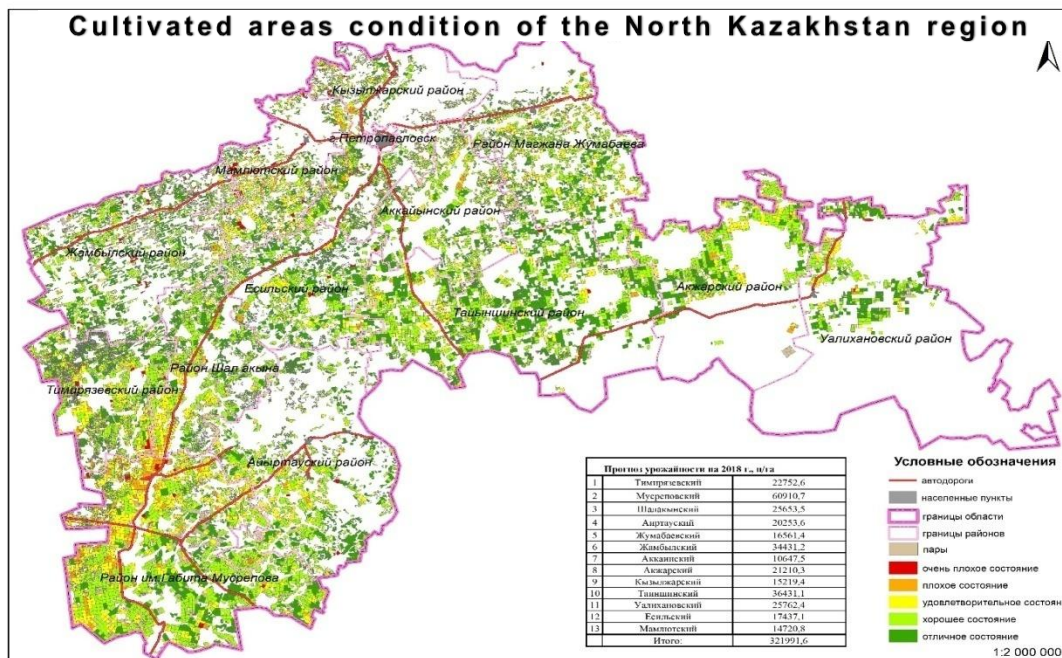 Cultivated areas condition of the North Kazakhstan region
Кызылжарский район
г.Петропавловск
Район Магжана Жумабаева
Мамлютский район
Аккайынский район
Жамбылский район
Есильский район
Акжарский район
Тайыншинский район
Уалихановский район
Район Шал акына
Тимирязевский район
Айыртауский район
Район им.Габита Мусрепова
Прогноз урожайности на 2018 г., ц/га
1 Тимирязевский 22752,6
2 Мусреповский 60910,7
3 Шалакынский 25653,5
4 Аиртауский 20253,6
5 Жумабаевский 16561,4
6 Жамбылский 34431,2
7 Аккаинский 10647,5
8 Акжарский 21210,3
9 Кызылжарский 15219,4
10 Таиншинский 36431,1
11 Уалихановский 25762,4
12 Есильский 17437,1
13 Мамлютский 14720,8
Итого: 321991,6
Условные обозначения
автодороги
населенные пункты
границы области
границы районов
пары
очень плохое состояние
плохое состояние
удовлетворительное состоян
хорошее состояние
отличное состояние
1:2 000 000